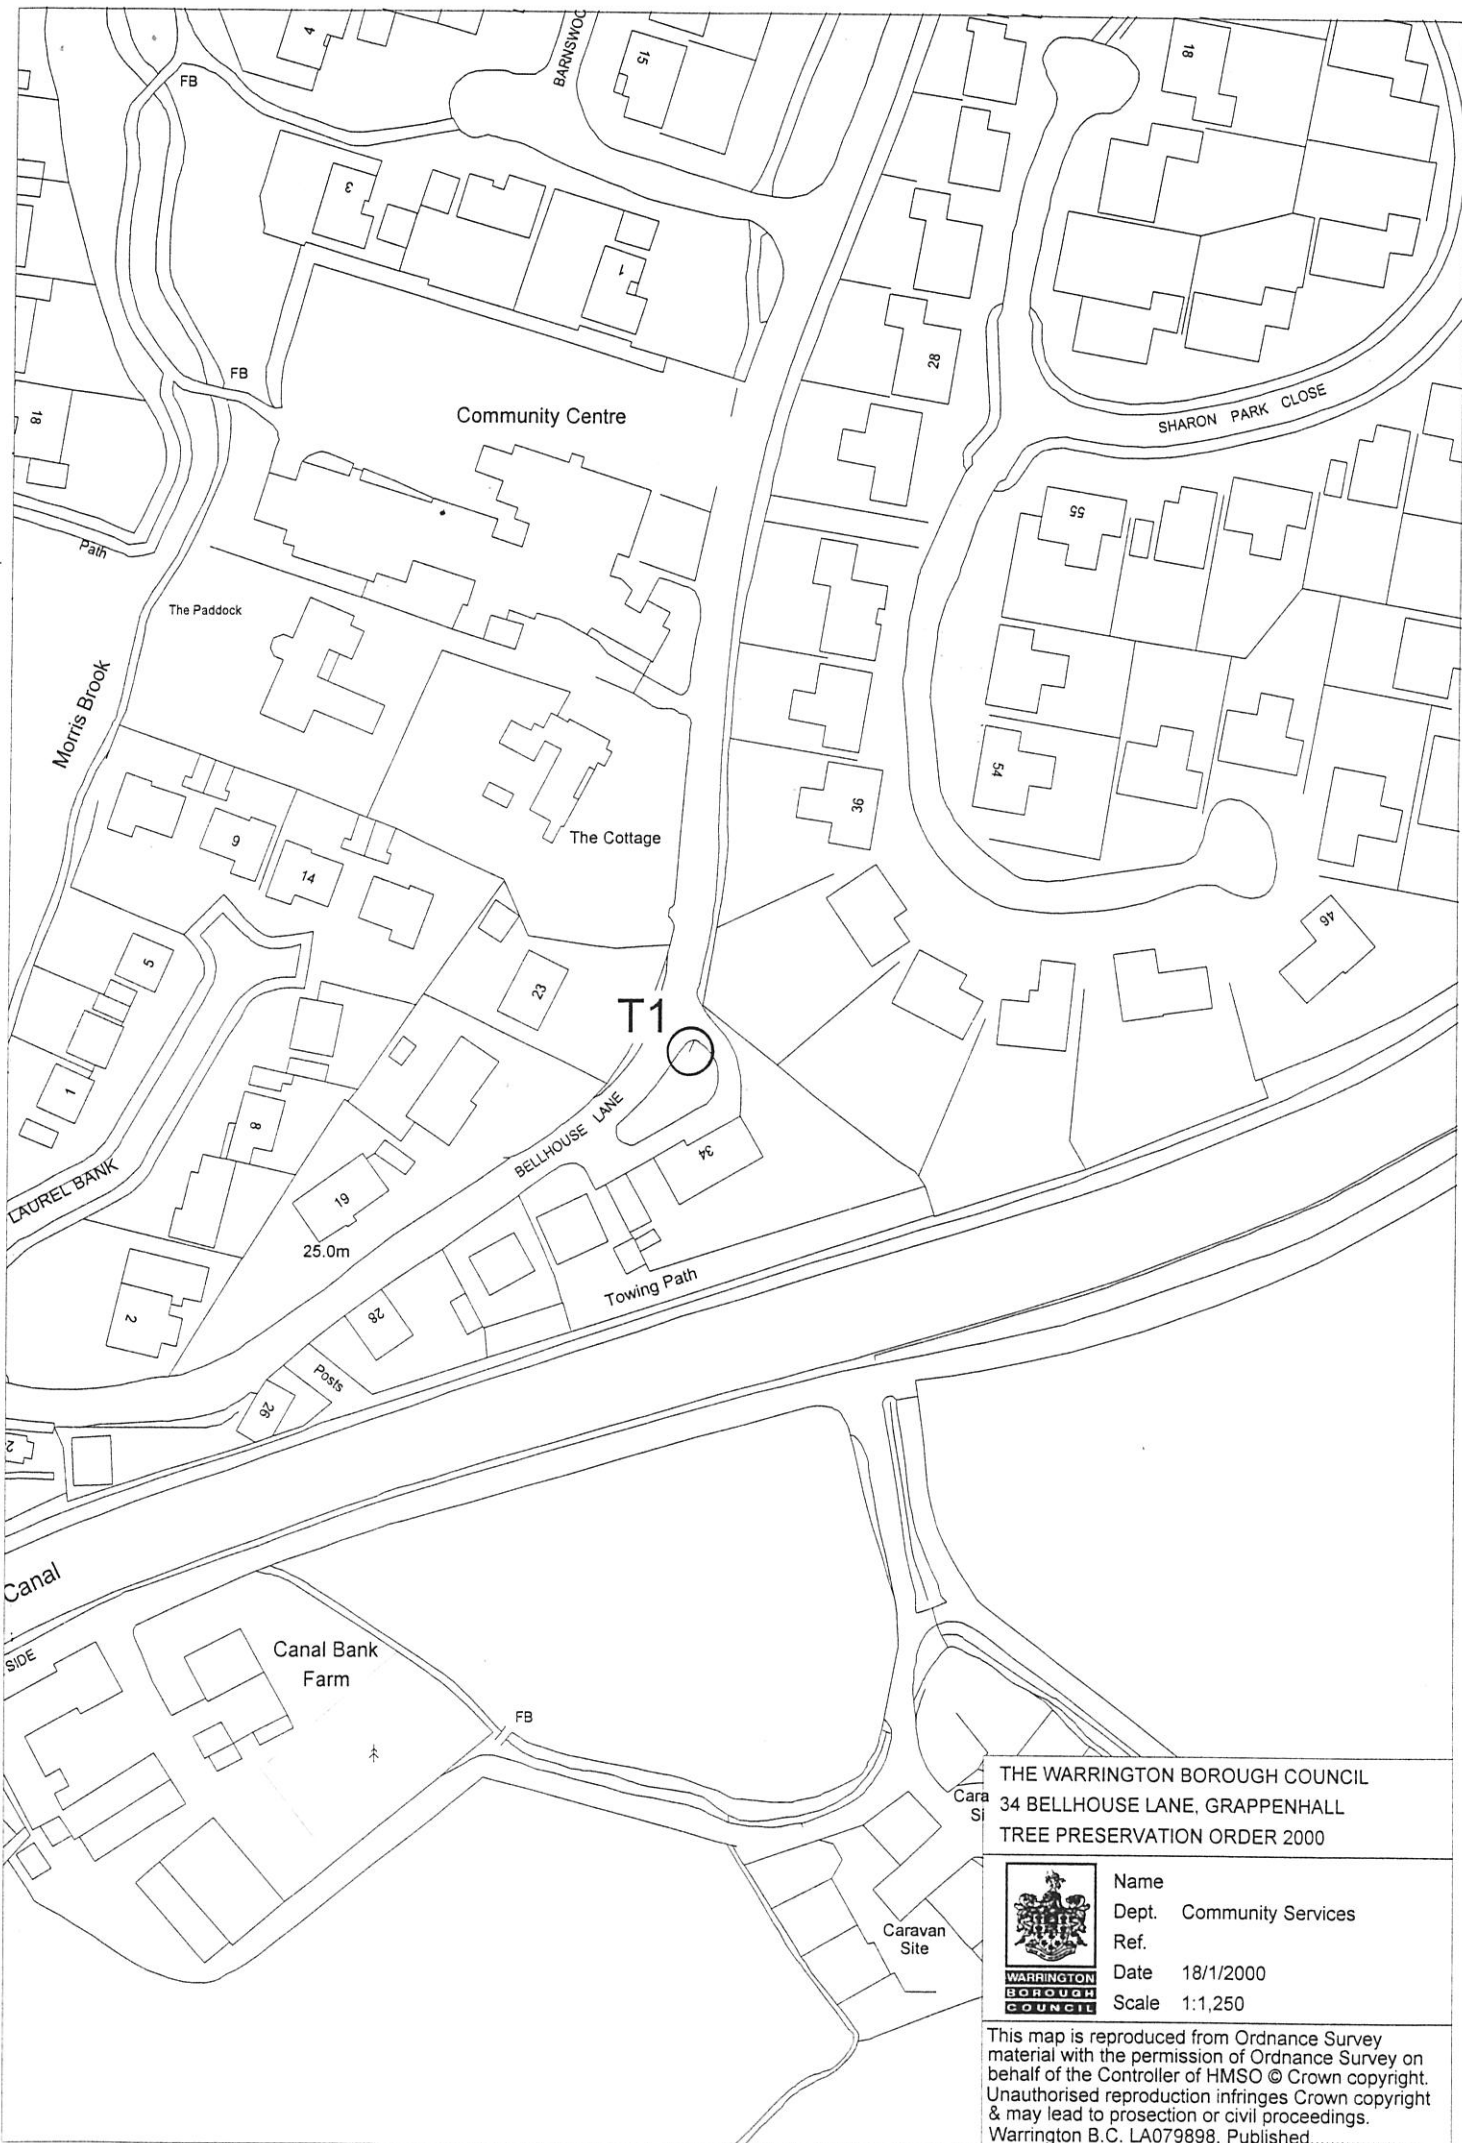 4
FB
BARNSWOO
15
18
3
1
28
FB
Community Centre
SHARON PARK CLOSE
18
55
Path
The Paddock
Morris Brook
54
36
The Cottage
9
14
46
5
23
T1
1
8
BELLHOUSE LANE
34
LAUREL BANK
19
25.0m
Towing Path
2
28
Posts
26
Canal
SIDE
Canal Bank
Farm
FB
Cara
Si
Caravan
Site
THE WARRINGTON BOROUGH COUNCIL
34 BELLHOUSE LANE, GRAPPENHALL
TREE PRESERVATION ORDER 2000
WARRINGTON
BOROUGH
COUNCIL
Name
Dept. Community Services
Ref.
Date 18/1/2000
Scale 1:1,250
This map is reproduced from Ordnance Survey
material with the permission of Ordnance Survey on
behalf of the Controller of HMSO © Crown copyright.
Unauthorised reproduction infringes Crown copyright
& may lead to prosection or civil proceedings.
Warrington B.C. LA079898. Published..............